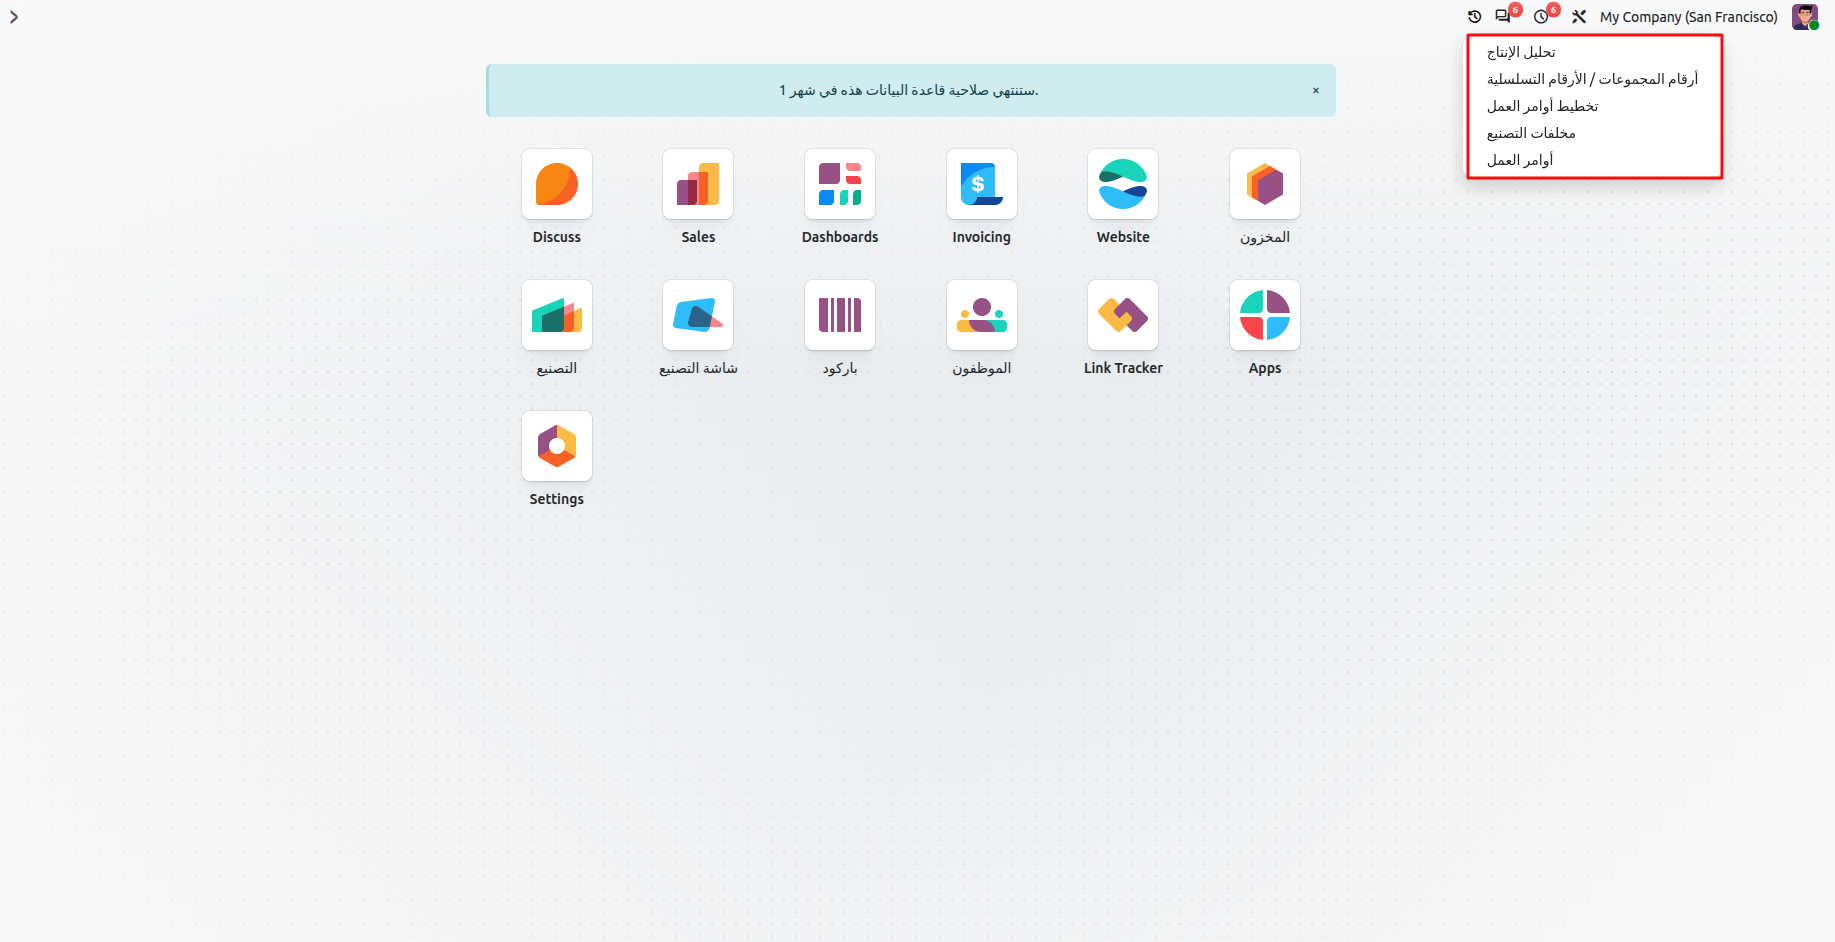 6
6
My Company (San Francisco)
تحليل الإنتاج
أرقام المجموعات / الأرقام التسلسلية
تخطيط أوامر العمل
مخلفات التصنيع
أوامر العمل
ستنتهي صلاحية قاعدة البيانات هذه في شهر 1.
×
Discuss
Sales
Dashboards
Invoicing
Website
المخزون
التصنيع
شاشة التصنيع
باركود
الموظفون
Link Tracker
Apps
Settings